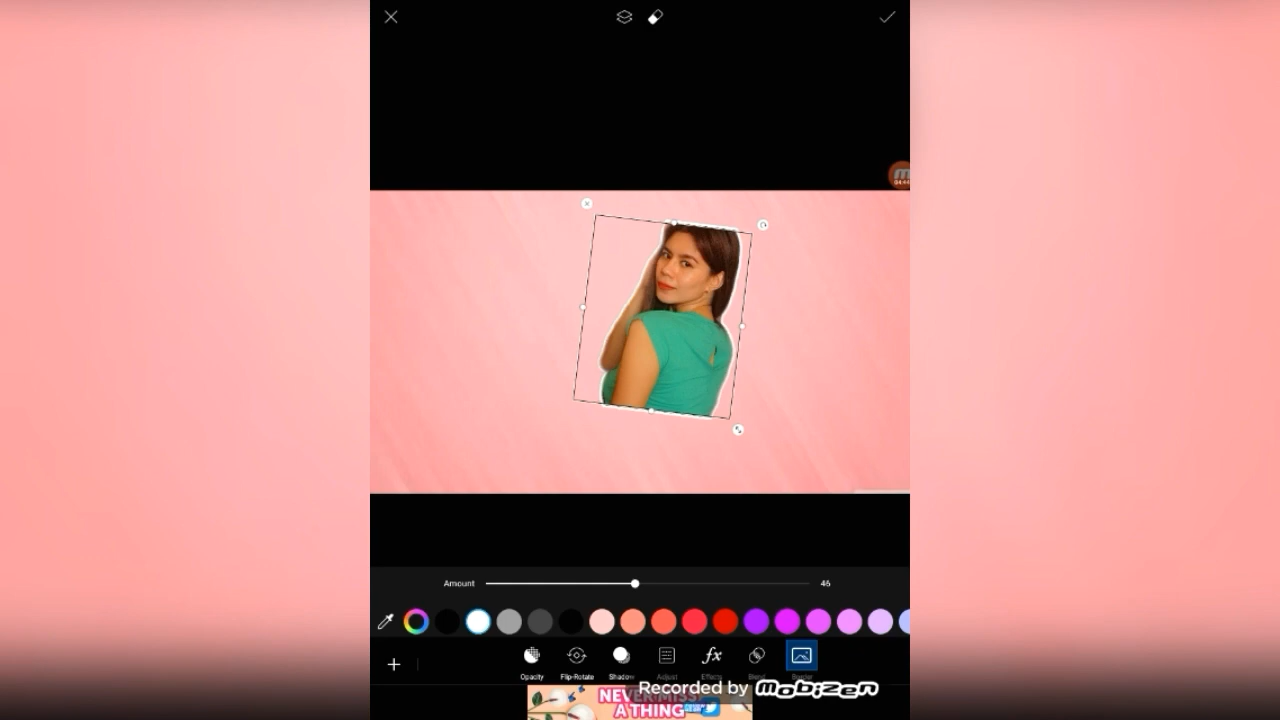 Amount 46
Opacity Flip-Rotate Shadow Adjust Effects Blend Border
Recorded by mobizen
NEVER MISS
A THING